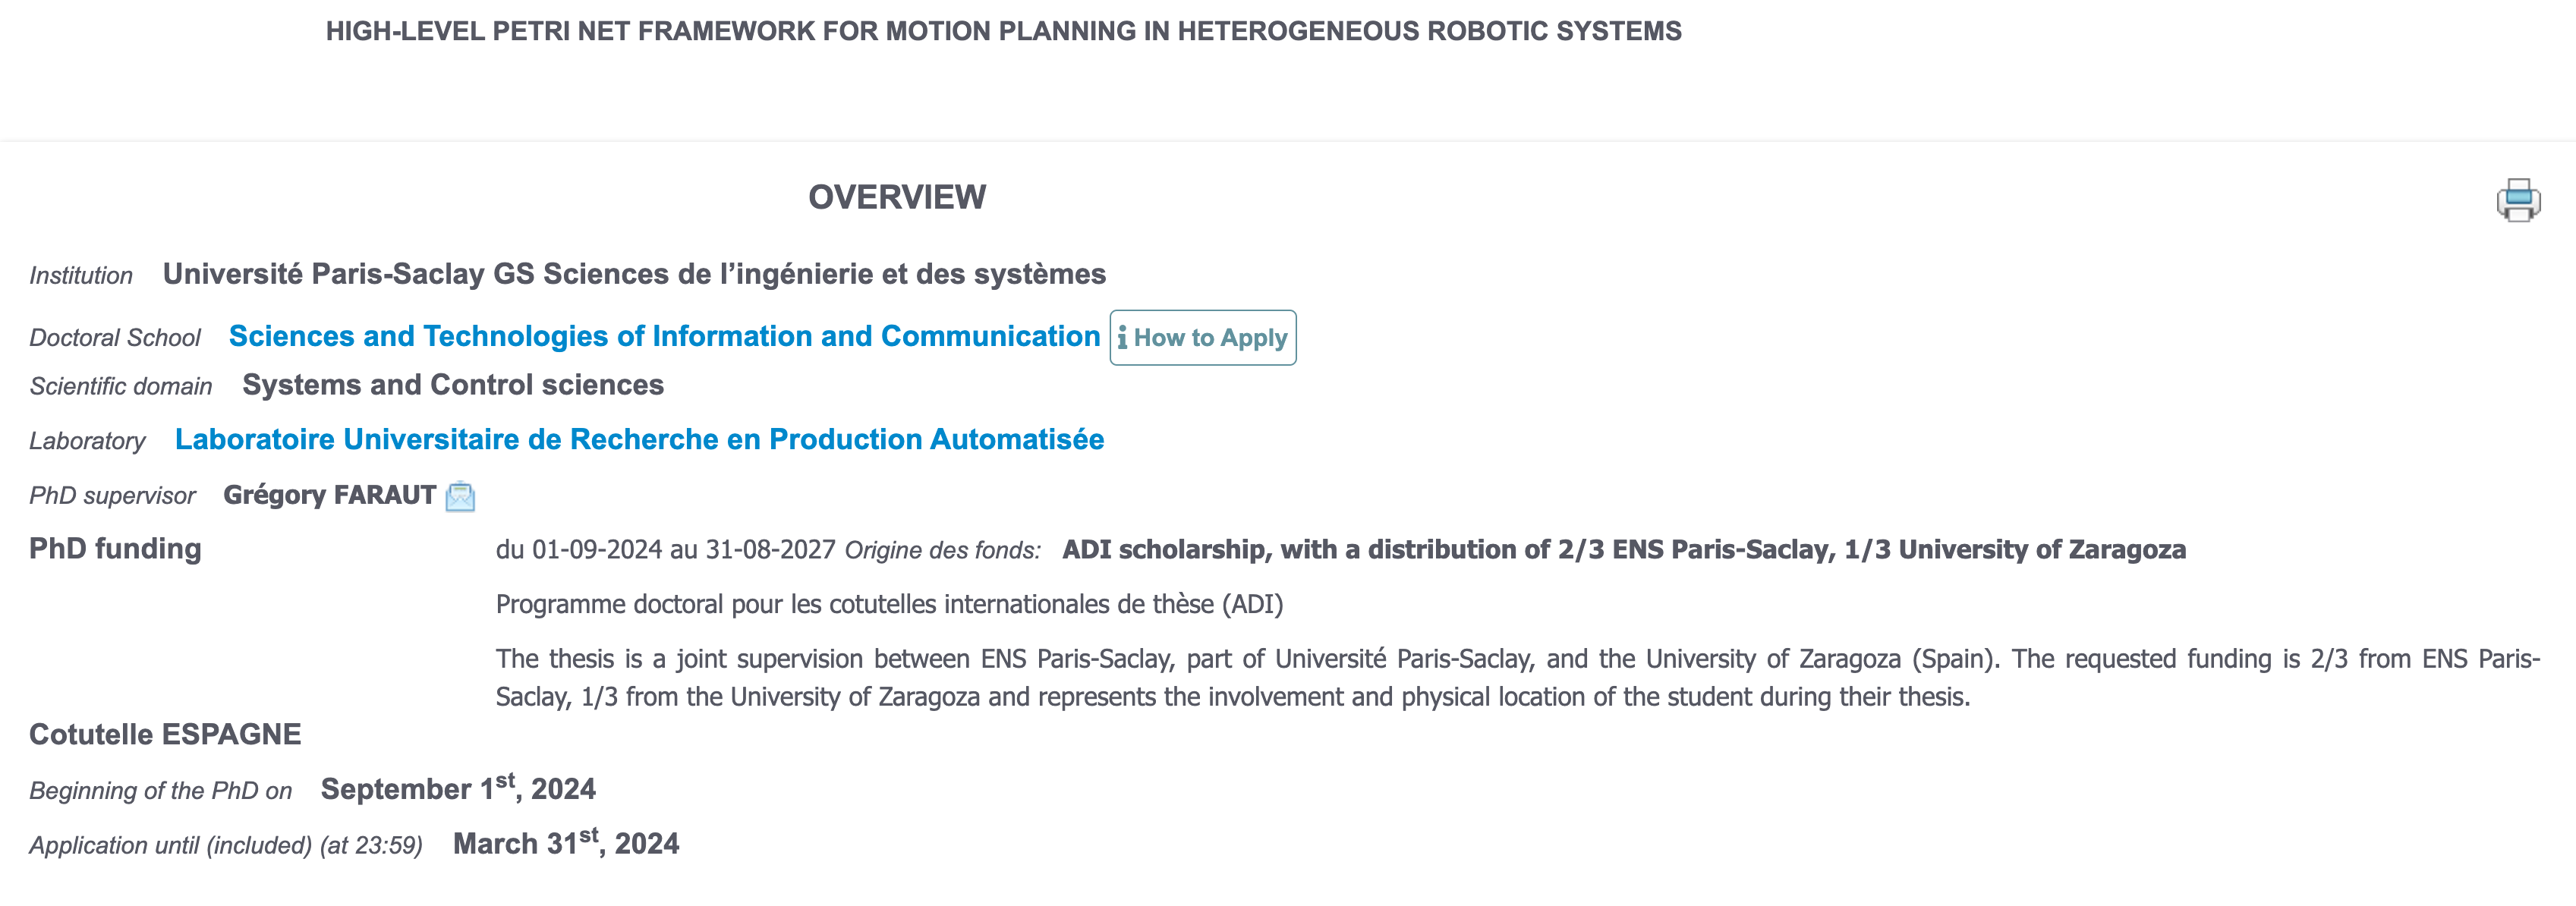 HIGH-LEVEL PETRI NET FRAMEWORK FOR MOTION PLANNING IN HETEROGENEOUS ROBOTIC SYSTEMS
OVERVIEW
Institution Université Paris-Saclay GS Sciences de l’ingénierie et des systèmes
Doctoral School Sciences and Technologies of Information and Communication i How to Apply
Scientific domain Systems and Control sciences
Laboratory Laboratoire Universitaire de Recherche en Production Automatisée
PhD supervisor Grégory FARAUT
PhD funding du 01-09-2024 au 31-08-2027 Origine des fonds: ADI scholarship, with a distribution of 2/3 ENS Paris-Saclay, 1/3 University of Zaragoza
Programme doctoral pour les cotutelles internationales de thèse (ADI)
The thesis is a joint supervision between ENS Paris-Saclay, part of Université Paris-Saclay, and the University of Zaragoza (Spain). The requested funding is 2/3 from ENS Paris-
Saclay, 1/3 from the University of Zaragoza and represents the involvement and physical location of the student during their thesis.
Cotutelle ESPAGNE
Beginning of the PhD on September 1st, 2024
Application until (included) (at 23:59) March 31st, 2024